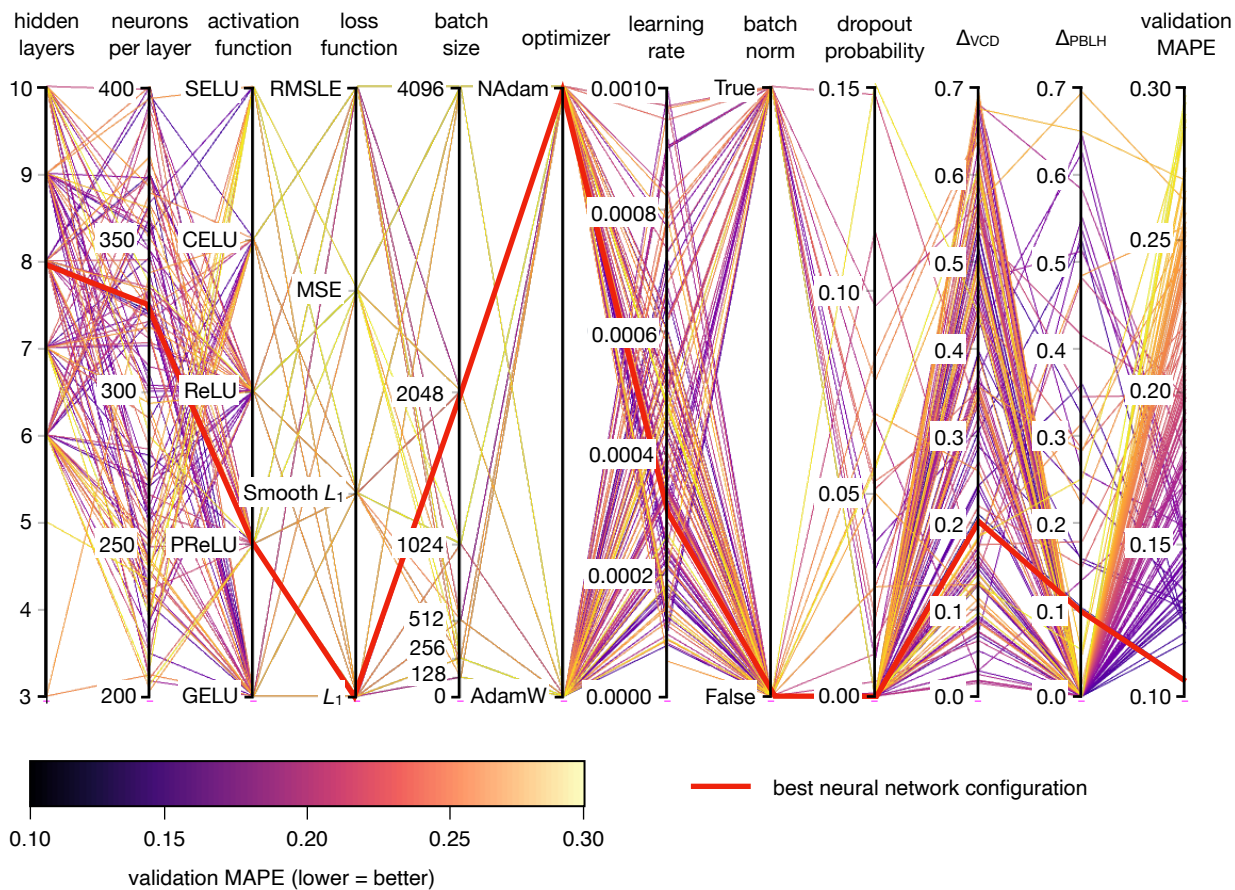 hidden layers
neurons per layer
activation function
loss function
batch size
optimizer
learning rate
batch norm
dropout probability
ΔVCD
ΔPBLH
validation MAPE
10
9
8
7
6
5
4
3
400
350
300
250
200
SELU
CELU
ReLU
PReLU
GELU
RMSLE
MSE
Smooth L1
L1
4096
2048
1024
512
256
128
0
NAdam
AdamW
0.0010
0.0008
0.0006
0.0004
0.0002
0.0000
True
False
0.15
0.10
0.05
0.00
0.7
0.6
0.5
0.4
0.3
0.2
0.1
0.0
0.7
0.6
0.5
0.4
0.3
0.2
0.1
0.0
0.30
0.25
0.20
0.15
0.10
best neural network configuration
0.10 0.15 0.20 0.25 0.30
validation MAPE (lower = better)